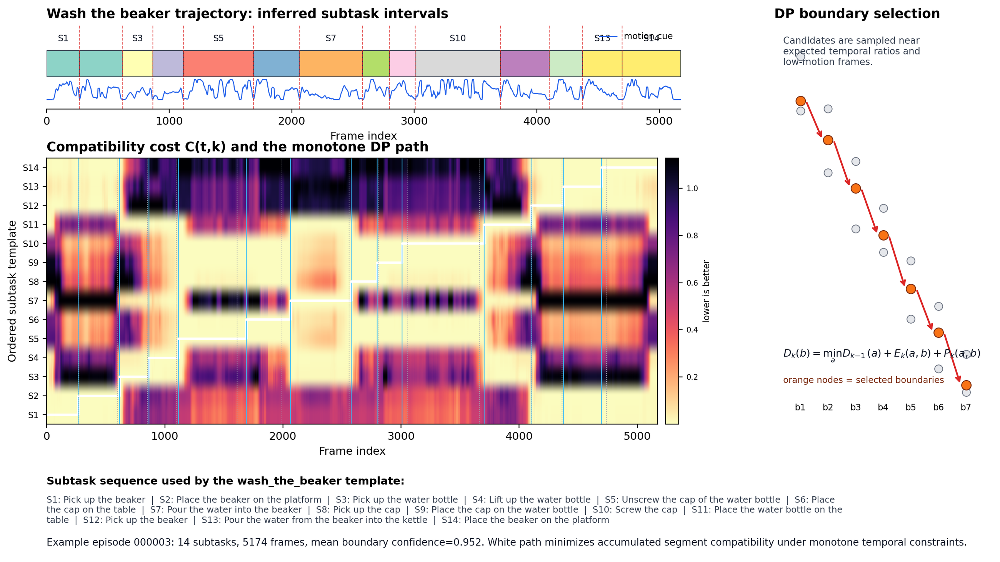 Wash the beaker trajectory: inferred subtask intervals
S1
S3
S5
S7
S10
S13
S14
motion cue
0
1000
2000
3000
4000
5000
Frame index
Compatibility cost C(t,k) and the monotone DP path
Ordered subtask template
S14
S13
S12
S11
S10
S9
S8
S7
S6
S5
S4
S3
S2
S1
0
1000
2000
3000
4000
5000
Frame index
1.0
0.8
0.6
0.4
0.2
lower is better
DP boundary selection
Candidates are sampled near
expected temporal ratios and
low-motion frames.
D_k(b) = min_a D_{k−1}(a) + E_k(a, b) + P_k(a, b)
orange nodes = selected boundaries
b1 b2 b3 b4 b5 b6 b7
Subtask sequence used by the wash_the_beaker template:
S1: Pick up the beaker | S2: Place the beaker on the platform | S3: Pick up the water bottle | S4: Lift up the water bottle | S5: Unscrew the cap of the water bottle | S6: Place
the cap on the table | S7: Pour the water into the beaker | S8: Pick up the cap | S9: Place the cap on the water bottle | S10: Screw the cap | S11: Place the water bottle on the
table | S12: Pick up the beaker | S13: Pour the water from the beaker into the kettle | S14: Place the beaker on the platform
Example episode 000003: 14 subtasks, 5174 frames, mean boundary confidence=0.952. White path minimizes accumulated segment compatibility under monotone temporal constraints.